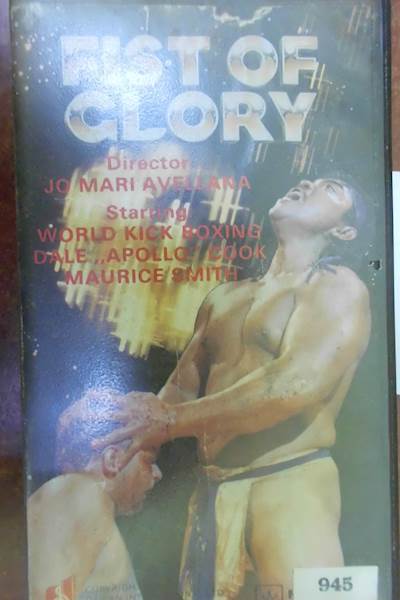 FIST OF
GLORY
Director:
JO MARI AVELLANA
Starring
WORLD KICK BOXING
DALE „APOLLO” COOK
MAURICE SMITH
945